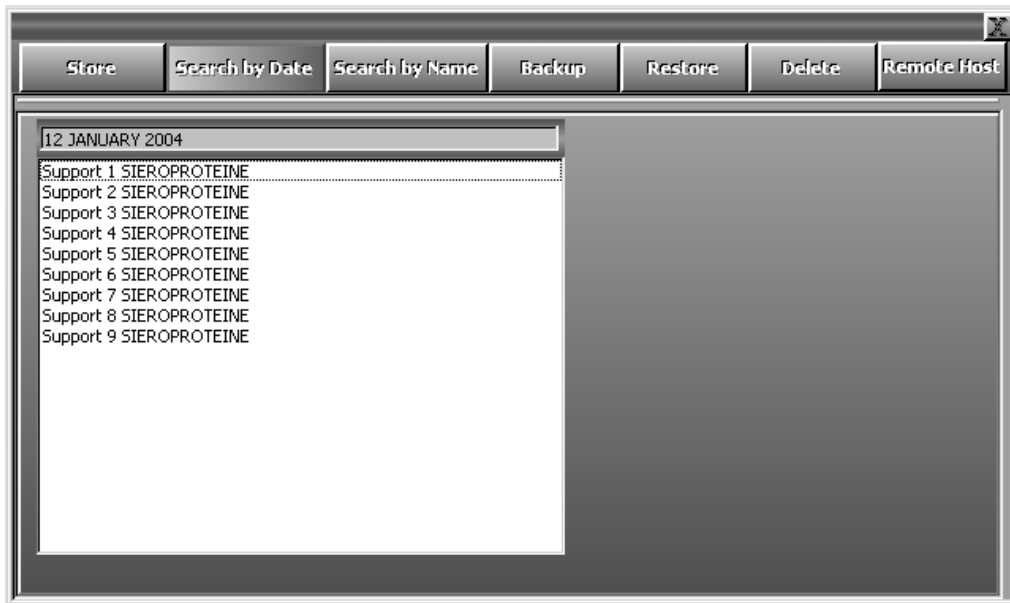 X
Store Search by Date Search by Name Backup Restore Delete Remote Host
12 JANUARY 2004
Support 1 SIEROPROTEINE
Support 2 SIEROPROTEINE
Support 3 SIEROPROTEINE
Support 4 SIEROPROTEINE
Support 5 SIEROPROTEINE
Support 6 SIEROPROTEINE
Support 7 SIEROPROTEINE
Support 8 SIEROPROTEINE
Support 9 SIEROPROTEINE